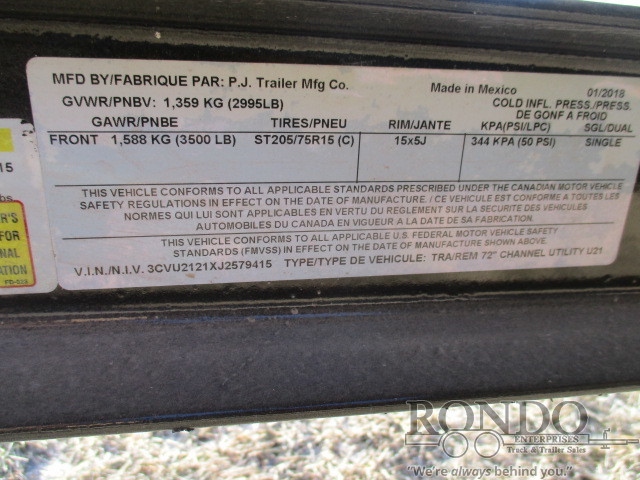 MFD BY/FABRIQUE PAR: P.J. Trailer Mfg Co. Made in Mexico 01/2018
GVWR/PNBV: 1,359 KG (2995LB) COLD INFL. PRESS./PRESS.
DE GONF A FROID
GAWR/PNBE TIRES/PNEU RIM/JANTE KPA(PSI/LPC) SGL/DUAL
FRONT 1,588 KG (3500 LB) ST205/75R15 (C) 15x5J 344 KPA (50 PSI) SINGLE
THIS VEHICLE CONFORMS TO ALL APPLICABLE STANDARDS PRESCRIBED UNDER THE CANADIAN MOTOR VEHICLE
SAFETY REGULATIONS IN EFFECT ON THE DATE OF MANUFACTURE. / CE VEHICULE EST CONFORME A TOUTES LES
NORMES QUI LUI SONT APPLICABLES EN VERTU DU REGLEMENT SUR LA SECURITE DES VEHICULES
AUTOMOBILES DU CANADA EN VIGUEUR A LA DATE DE SA FABRICATION.
THIS VEHICLE CONFORMS TO ALL APPLICABLE U.S. FEDERAL MOTOR VEHICLE SAFETY
STANDARDS (FMVSS) IN EFFECT ON THE DATE OF MANUFACTURE SHOWN ABOVE.
V.I.N./N.I.V. 3CVU2121XJ2579415 TYPE/TYPE DE VEHICULE: TRA/REM 72" CHANNEL UTILITY U21
15
bs
ER'S
FOR
NAL
ATION
RONDO
ENTERPRISES
Truck & Trailer Sales
"We're always behind you."